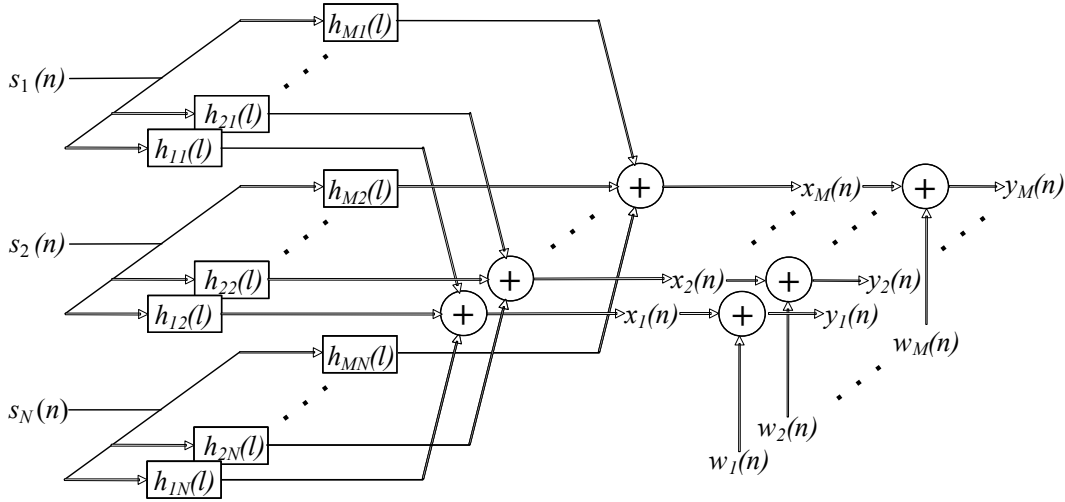 h_{M1}(l)
s_1(n)
h_{21}(l)
h_{11}(l)
h_{M2}(l)
+ x_M(n) + y_M(n)
s_2(n)
h_{22}(l)
+ x_2(n) + y_2(n)
h_{12}(l)
+ x_1(n) + y_1(n)
h_{MN}(l)
w_M(n)
s_N(n)
w_2(n)
h_{2N}(l)
w_1(n)
h_{1N}(l)